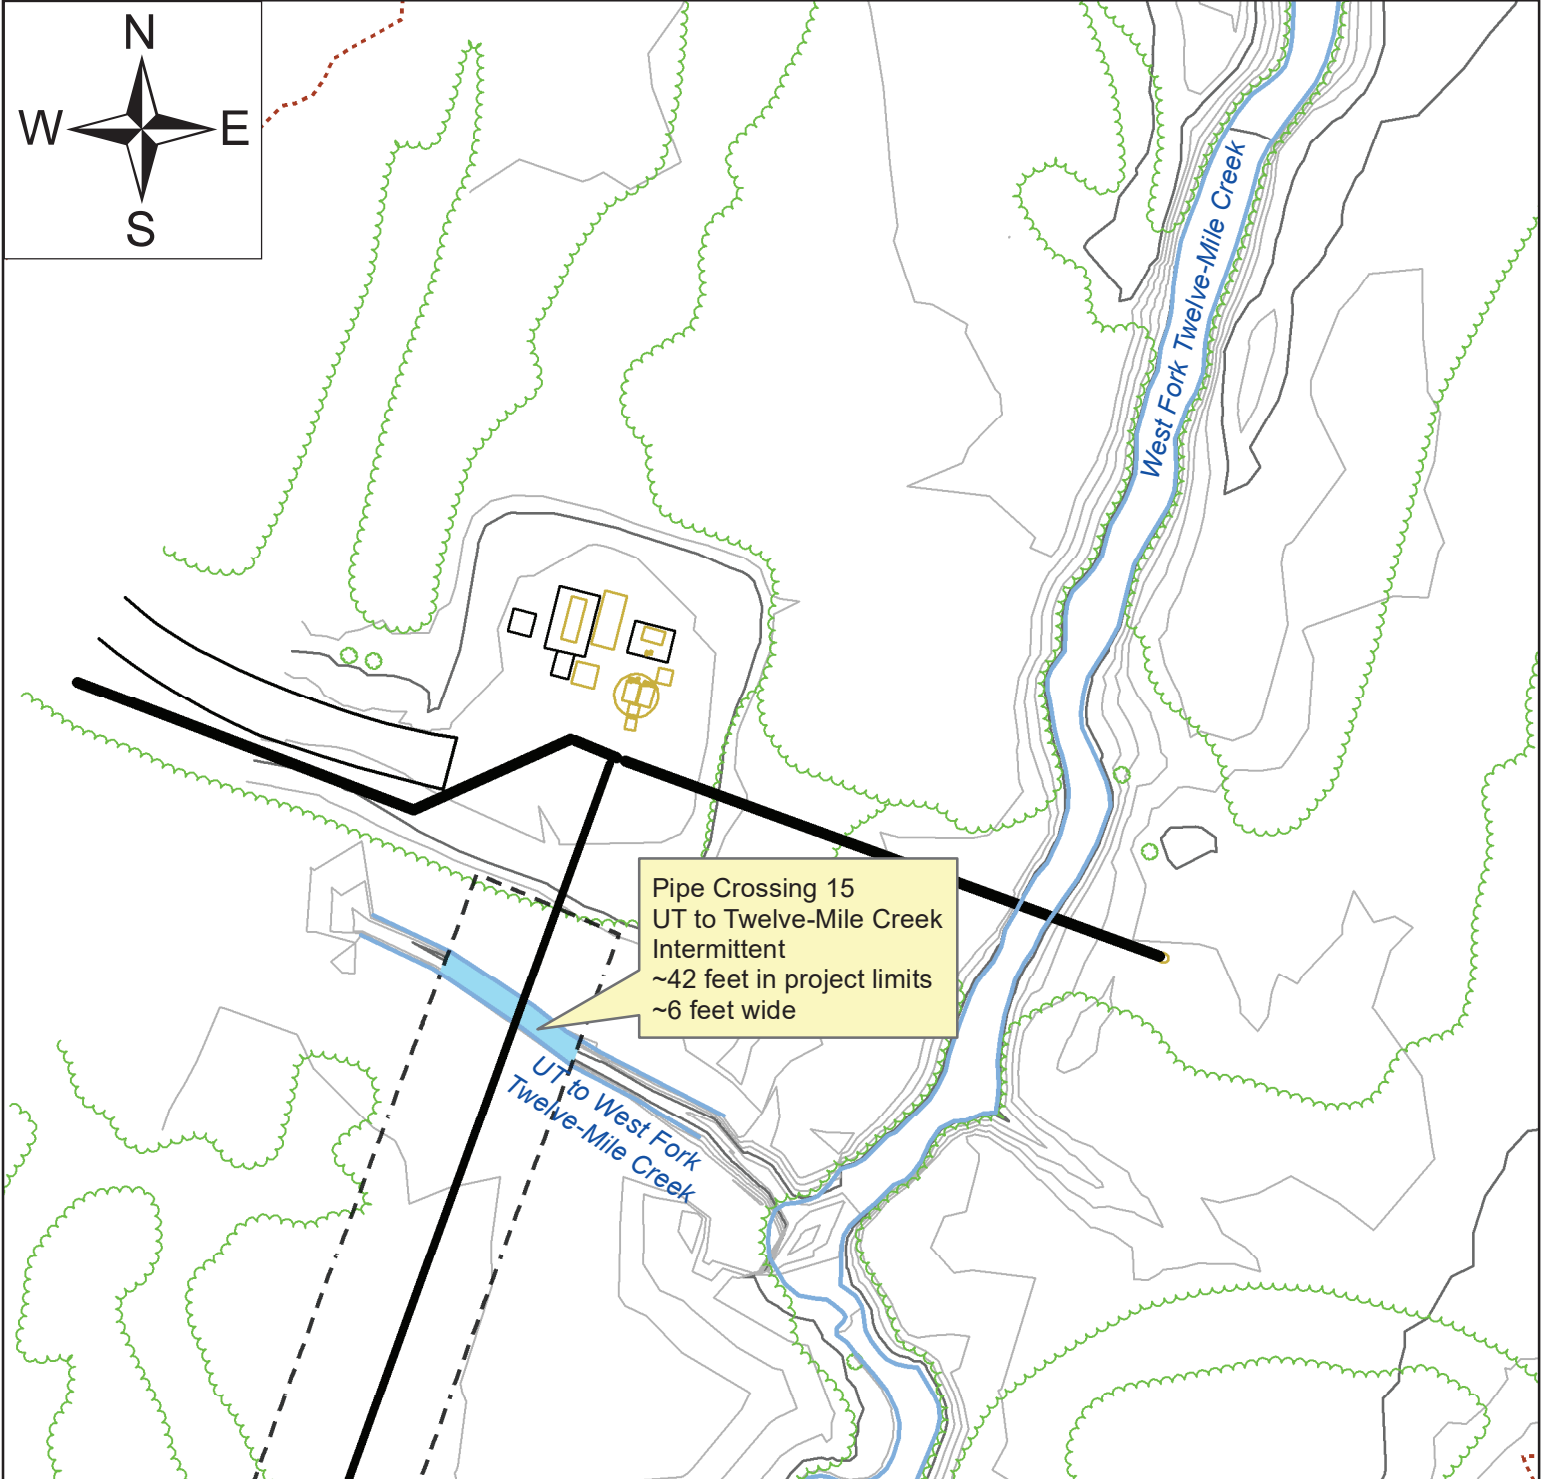 N
W
E
S
West Fork Twelve-Mile Creek
Pipe Crossing 15
UT to Twelve-Mile Creek
Intermittent
~42 feet in project limits
~6 feet wide
UT to West Fork
Twelve-Mile Creek